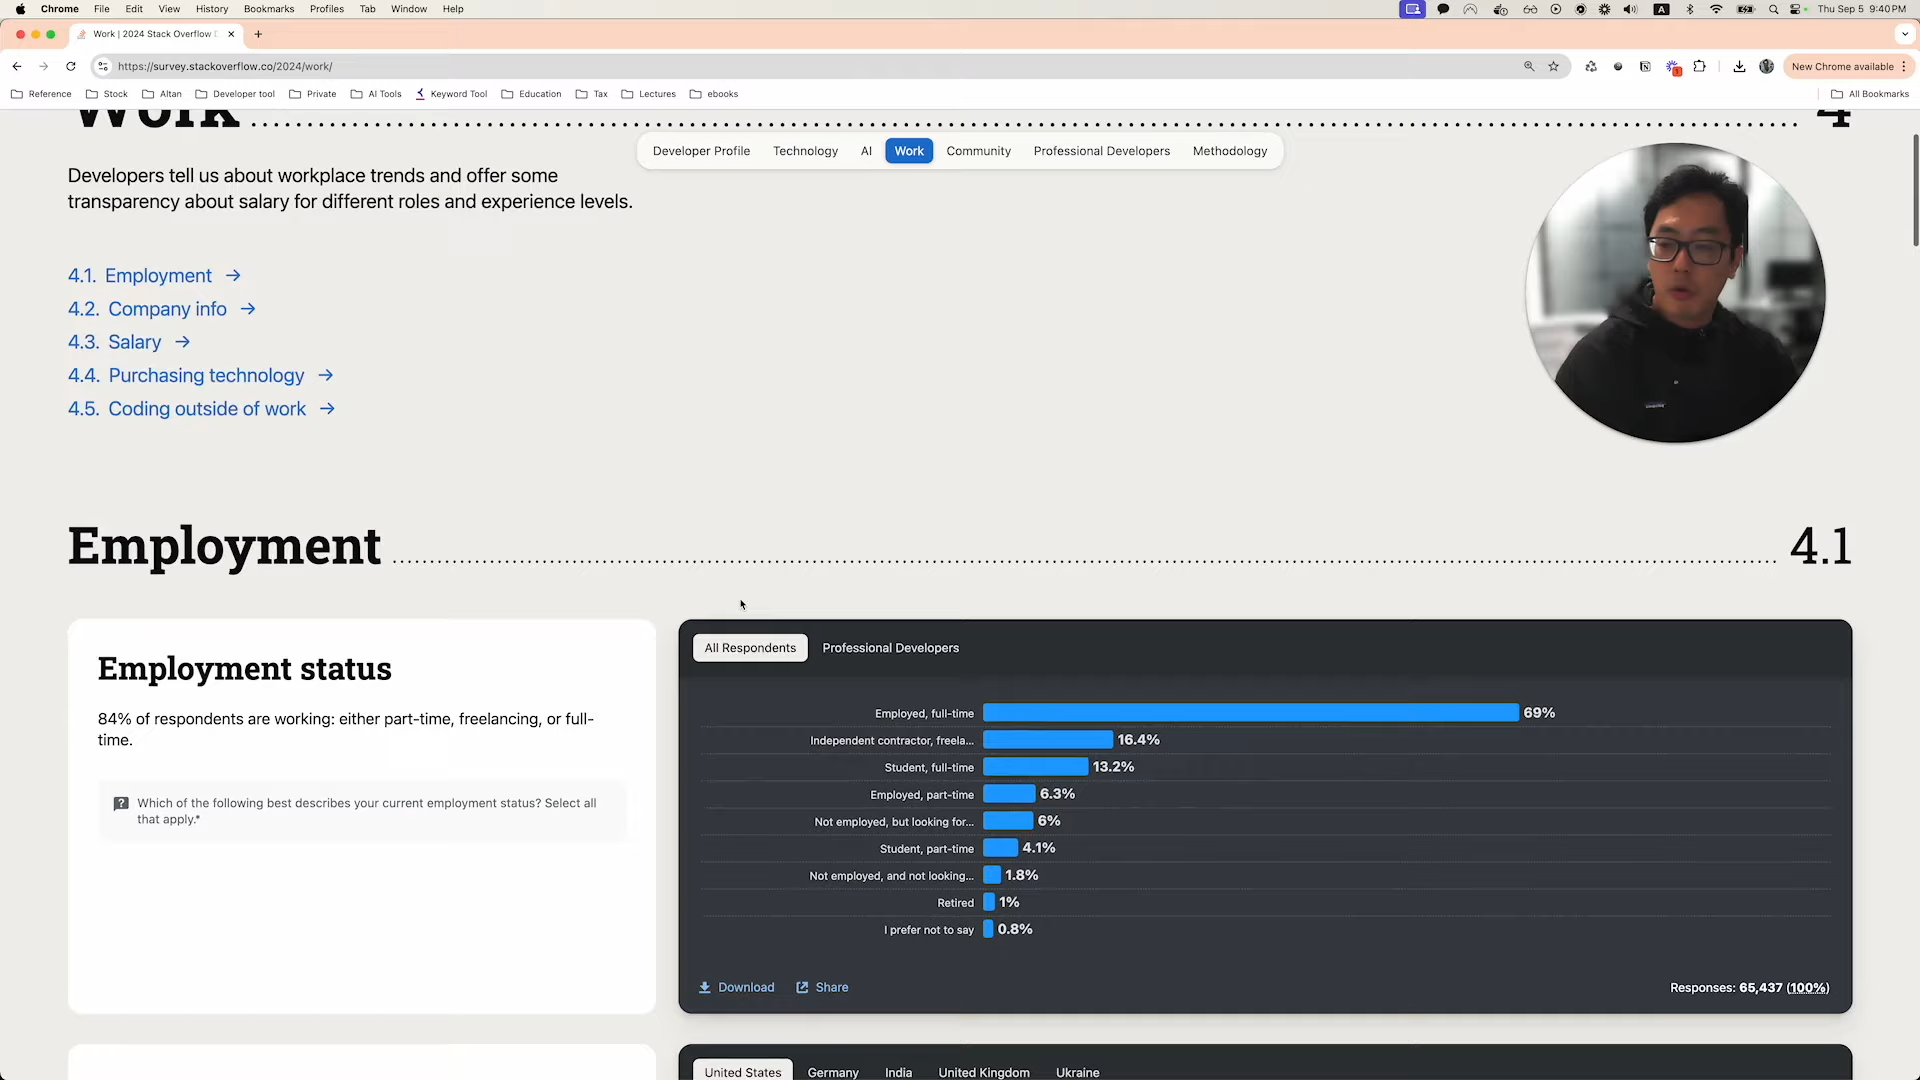 Chrome File Edit View History Bookmarks Profiles Tab Window Help
A
Thu Sep 5 9:40 PM
Work | 2024 Stack Overflow
https://survey.stackoverflow.co/2024/work/
1
New Chrome available
Reference Stock Altan Developer tool Private AI Tools Keyword Tool Education Tax Lectures ebooks All Bookmarks
Work 4
Developer Profile Technology AI Work Community Professional Developers Methodology
Developers tell us about workplace trends and offer some
transparency about salary for different roles and experience levels.
4.1. Employment →
4.2. Company info →
4.3. Salary →
4.4. Purchasing technology →
4.5. Coding outside of work →
Employment 4.1
Employment status
84% of respondents are working: either part-time, freelancing, or full-
time.
? Which of the following best describes your current employment status? Select all
that apply.*
All Respondents Professional Developers
Employed, full-time 69%
Independent contractor, freela... 16.4%
Student, full-time 13.2%
Employed, part-time 6.3%
Not employed, but looking for... 6%
Student, part-time 4.1%
Not employed, and not looking... 1.8%
Retired 1%
I prefer not to say 0.8%
Download Share Responses: 65,437 (100%)
United States Germany India United Kingdom Ukraine